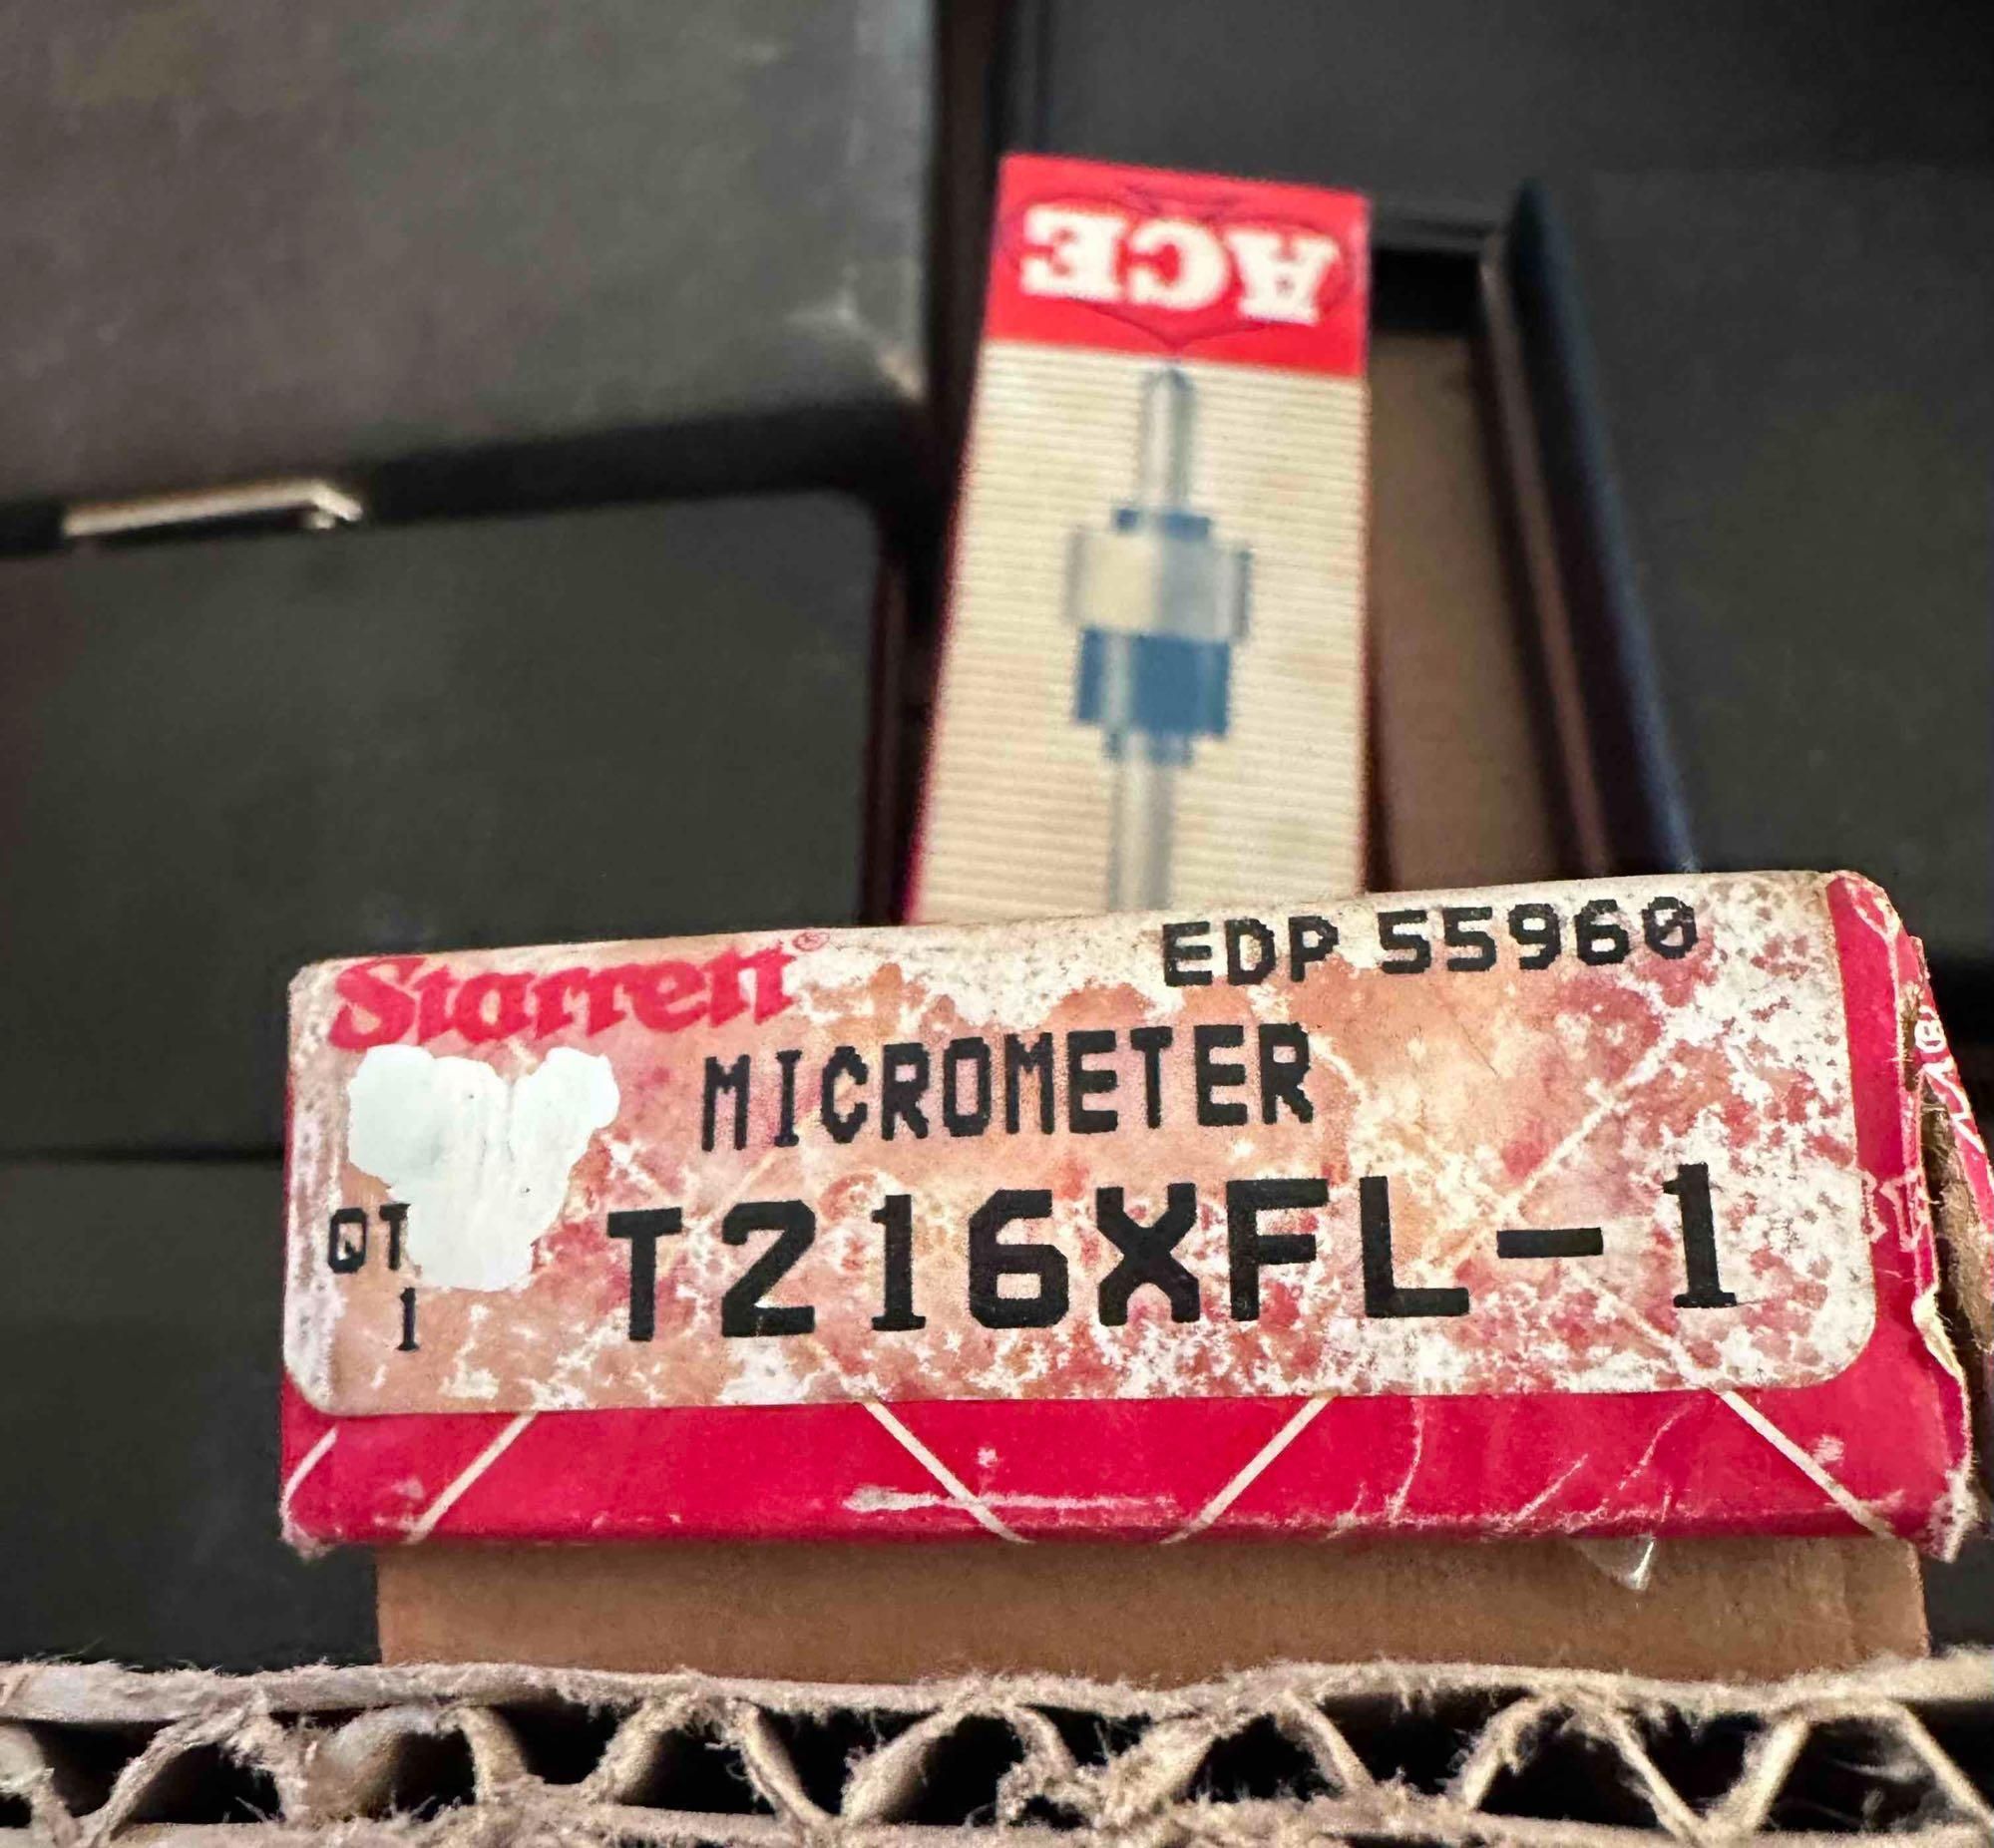 ACE
Starrett®
EDP 55960
MICROMETER
QT
1
T216XFL-1